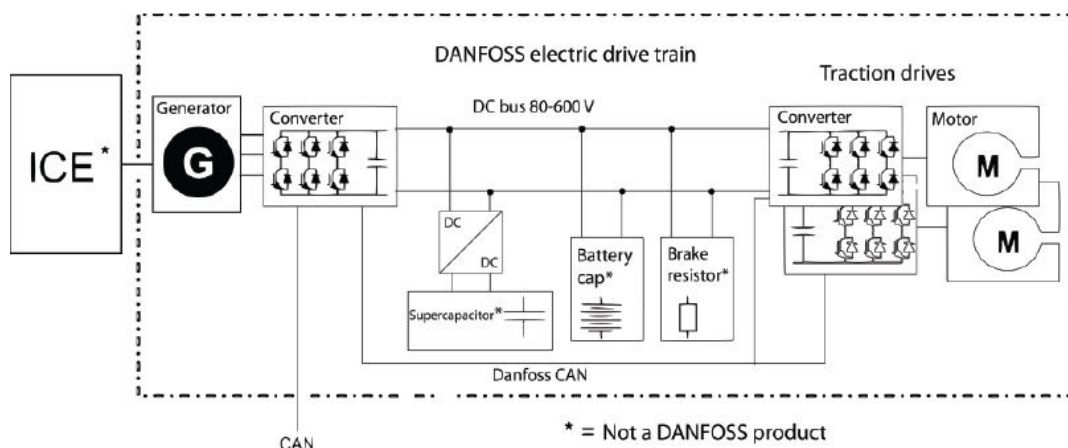 DANFOSS electric drive train
Traction drives
ICE*
Generator
G
Converter
DC bus 80-600 V
Converter
Motor
M
M
DC
DC
Supercapacitor*
Battery
cap*
Brake
resistor*
Danfoss CAN
CAN
* = Not a DANFOSS product